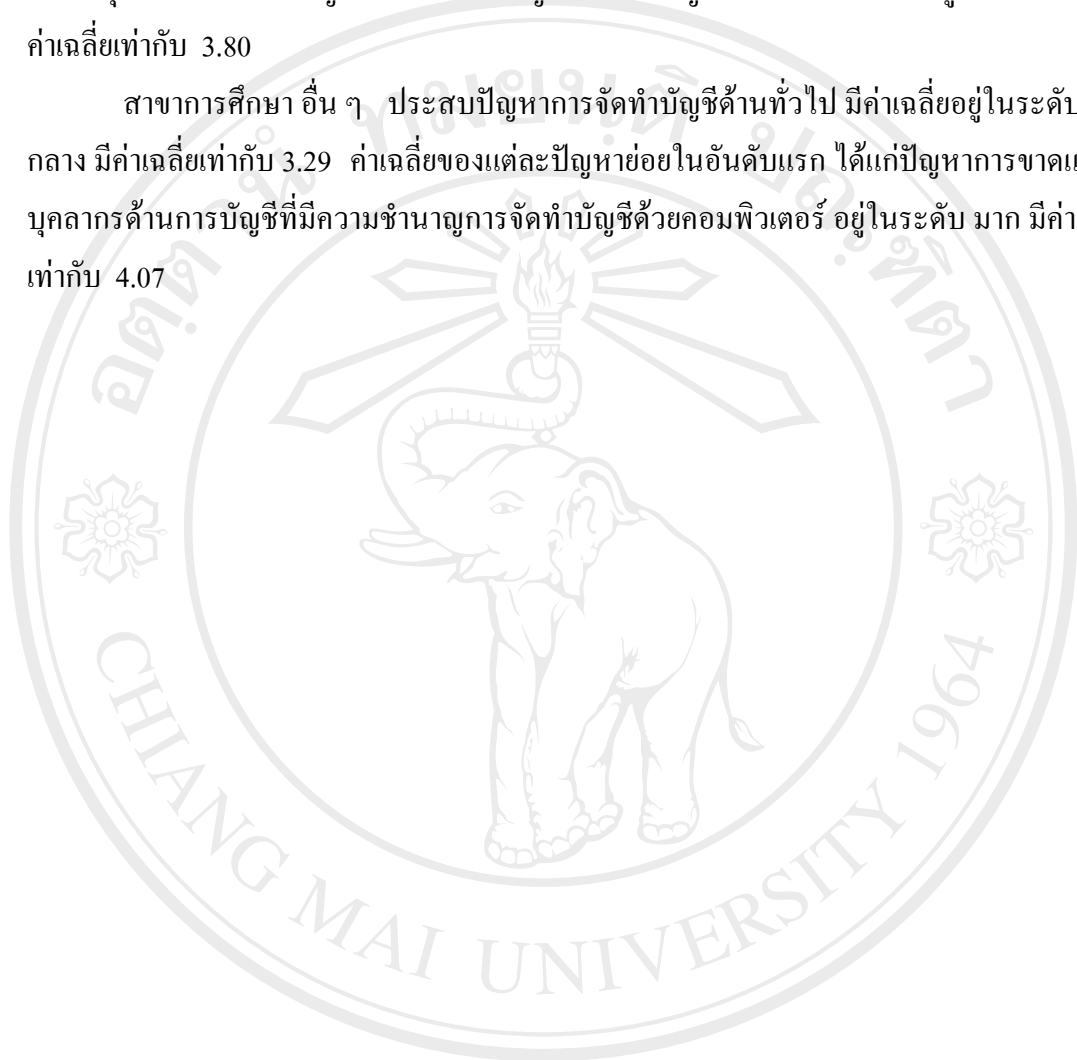 ค่าเฉลี่ยเท่ากับ 3.80
สาขาการศึกษา อื่น ๆ ประสบปัญหาการจัดทำบัญชีด้านทั่วไป มีค่าเฉลี่ยอยู่ในระดับ
กลาง มีค่าเฉลี่ยเท่ากับ 3.29 ค่าเฉลี่ยของแต่ละปัญหาย่อยในอันดับแรก ได้แก่ปัญหาการขาด
บุคลากรด้านการบัญชีที่มีความชำนาญการจัดทำบัญชีด้วยคอมพิวเตอร์ อยู่ในระดับ มาก มีค่า
เท่ากับ 4.07
CHIANG MAI UNIVERSITY 1964